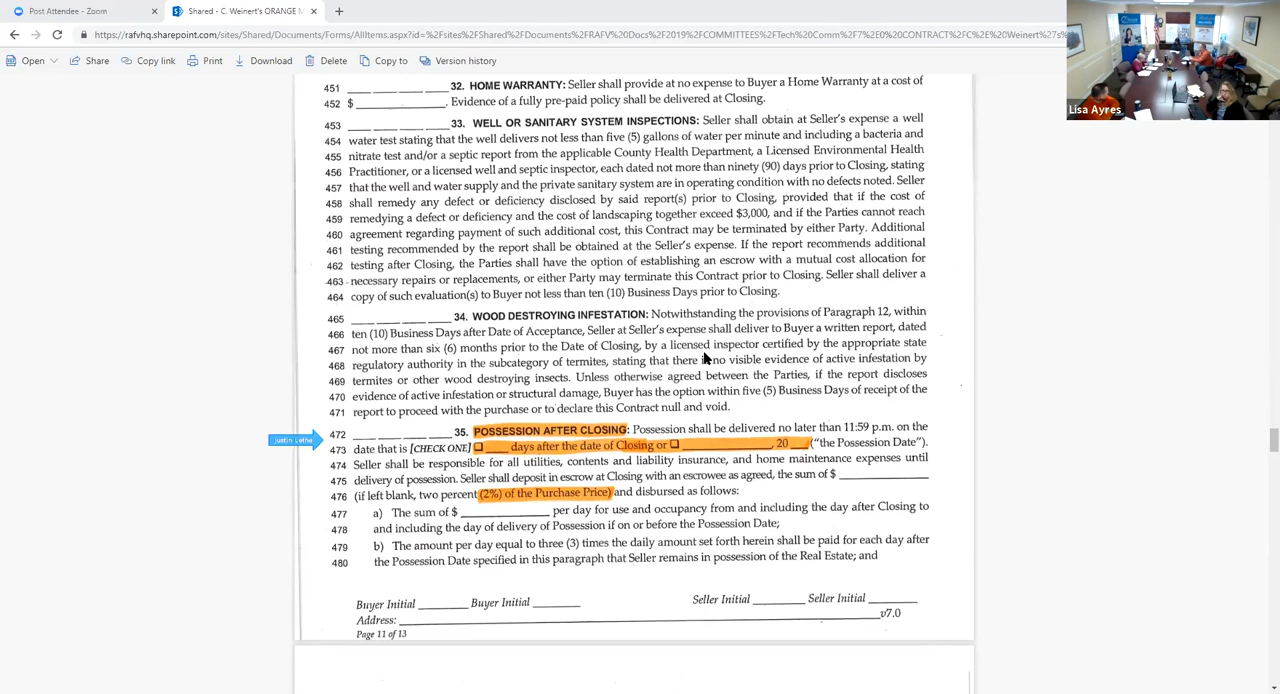 Post Attendee - Zoom
Shared - C. Weinert's ORANGE M
https://rafvhq.sharepoint.com/sites/Shared/Documents/Forms/AllItems.aspx?id=
Open Share Copy link Print Download Delete Copy to Version history
Lisa Ayres
451 32. HOME WARRANTY: Seller shall provide at no expense to Buyer a Home Warranty at a cost of
452 $ ________. Evidence of a fully pre-paid policy shall be delivered at Closing.
453 ____ ____ ____ ____ 33. WELL OR SANITARY SYSTEM INSPECTIONS: Seller shall obtain at Seller's expense a well
454 water test stating that the well delivers not less than five (5) gallons of water per minute and including a bacteria and
455 nitrate test and/or a septic report from the applicable County Health Department, a Licensed Environmental Health
456 Practitioner, or a licensed well and septic inspector, each dated not more than ninety (90) days prior to Closing, stating
457 that the well and water supply and the private sanitary system are in operating condition with no defects noted. Seller
458 shall remedy any defect or deficiency disclosed by said report(s) prior to Closing, provided that if the cost of
459 remedying a defect or deficiency and the cost of landscaping together exceed $3,000, and if the Parties cannot reach
460 agreement regarding payment of such additional cost, this Contract may be terminated by either Party. Additional
461 testing recommended by the report shall be obtained at the Seller's expense. If the report recommends additional
462 testing after Closing, the Parties shall have the option of establishing an escrow with a mutual cost allocation for
463 necessary repairs or replacements, or either Party may terminate this Contract prior to Closing. Seller shall deliver a
464 copy of such evaluation(s) to Buyer not less than ten (10) Business Days prior to Closing.
465 ____ ____ ____ ____ 34. WOOD DESTROYING INFESTATION: Notwithstanding the provisions of Paragraph 12, within
466 ten (10) Business Days after Date of Acceptance, Seller at Seller's expense shall deliver to Buyer a written report, dated
467 not more than six (6) months prior to the Date of Closing, by a licensed inspector certified by the appropriate state
468 regulatory authority in the subcategory of termites, stating that there is no visible evidence of active infestation by
469 termites or other wood destroying insects. Unless otherwise agreed between the Parties, if the report discloses
470 evidence of active infestation or structural damage, Buyer has the option within five (5) Business Days of receipt of the
471 report to proceed with the purchase or to declare this Contract null and void.
Justin Lethe
472 ____ ____ ____ ____ 35. POSSESSION AFTER CLOSING: Possession shall be delivered no later than 11:59 p.m. on the
473 date that is [CHECK ONE] ❑ ____ days after the date of Closing or ❑ ________, 20 ___ ("the Possession Date").
474 Seller shall be responsible for all utilities, contents and liability insurance, and home maintenance expenses until
475 delivery of possession. Seller shall deposit in escrow at Closing with an escrowee as agreed, the sum of $ ________
476 (if left blank, two percent (2%) of the Purchase Price) and disbursed as follows:
477 a) The sum of $ ________ per day for use and occupancy from and including the day after Closing to
478 and including the day of delivery of Possession if on or before the Possession Date;
479 b) The amount per day equal to three (3) times the daily amount set forth herein shall be paid for each day after
480 the Possession Date specified in this paragraph that Seller remains in possession of the Real Estate; and
Buyer Initial ________ Buyer Initial ________ Seller Initial ________ Seller Initial ________
Address: ________ v7.0
Page 11 of 13